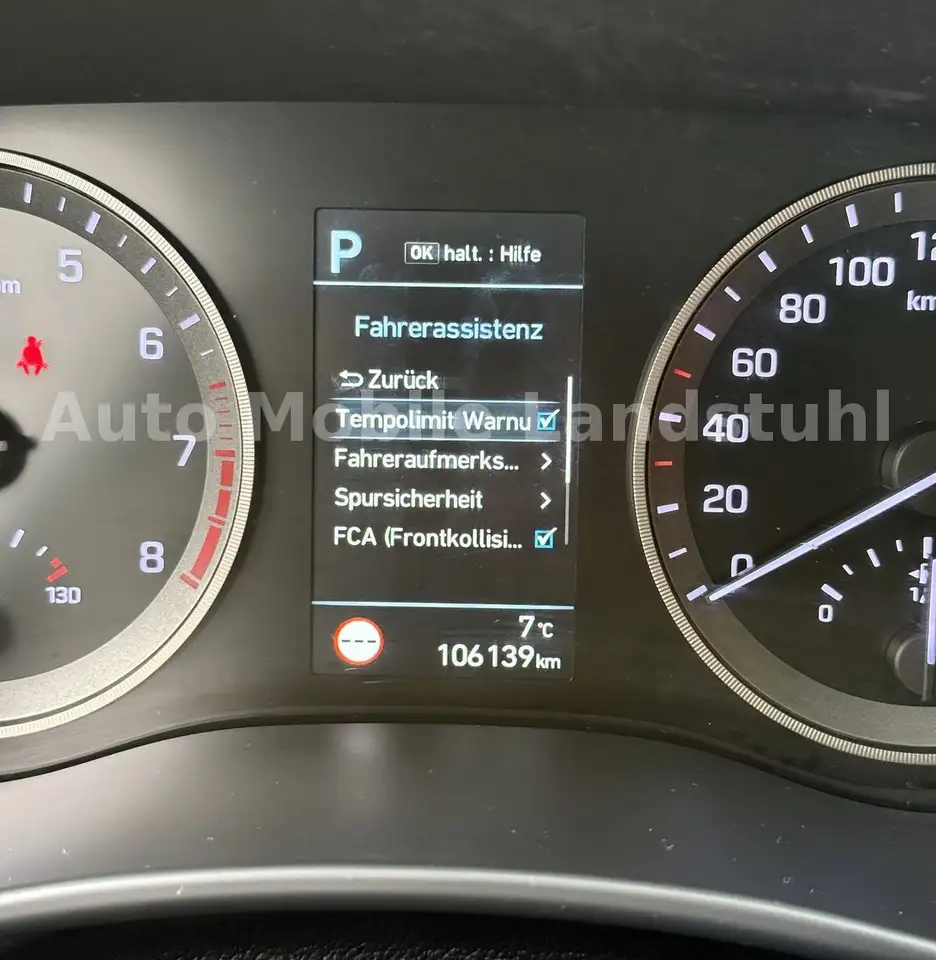 P
OK halt. : Hilfe
Fahrerassistenz
Zurück
Tempolimit Warnu
Fahreraufmerks...
Spursicherheit
FCA (Frontkollisi...
---
7°C
106139km
5
6
7
8
130
0
20
40
60
80
100
0
Auto Mobile Landstuhl